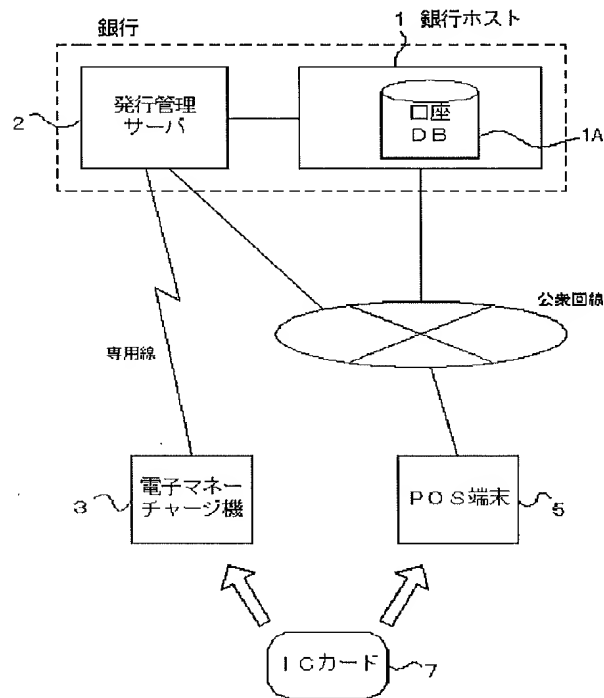 銀行
1 銀行ホスト
発行管理
サーバ
2
口座
DB
1A
公衆回線
専用線
電子マネー
チャージ機
3
POS端末
5
ICカード
7